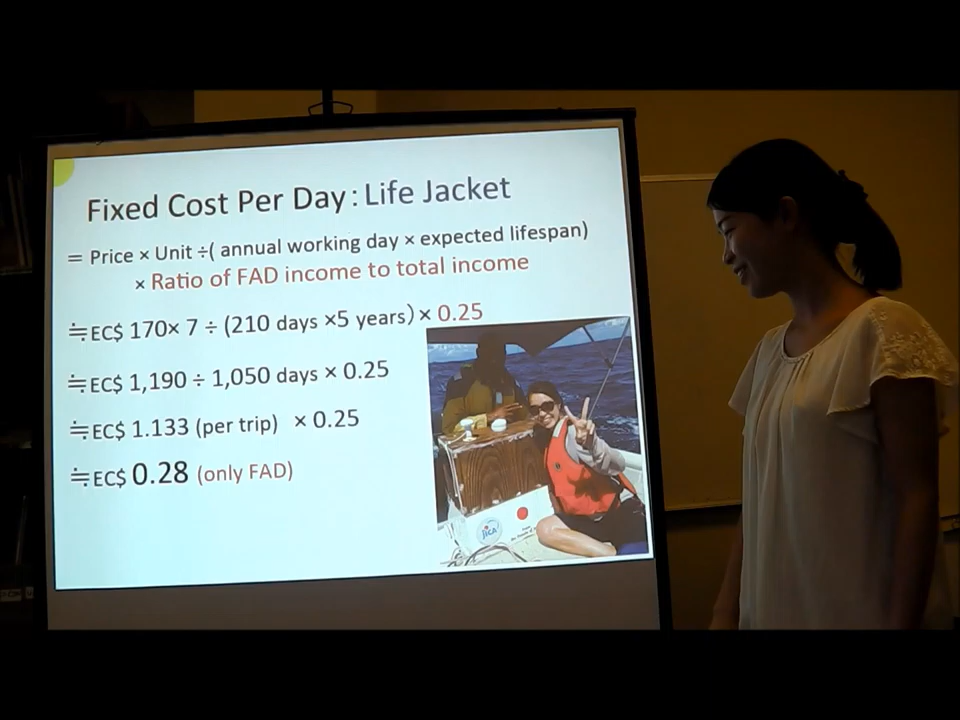 Fixed Cost Per Day：Life Jacket
= Price × Unit ÷( annual working day × expected lifespan)
× Ratio of FAD income to total income
≒EC$ 170× 7 ÷ (210 days ×5 years) × 0.25
≒EC$ 1,190 ÷ 1,050 days × 0.25
≒EC$ 1.133 (per trip) × 0.25
≒EC$ 0.28 (only FAD)
JICA